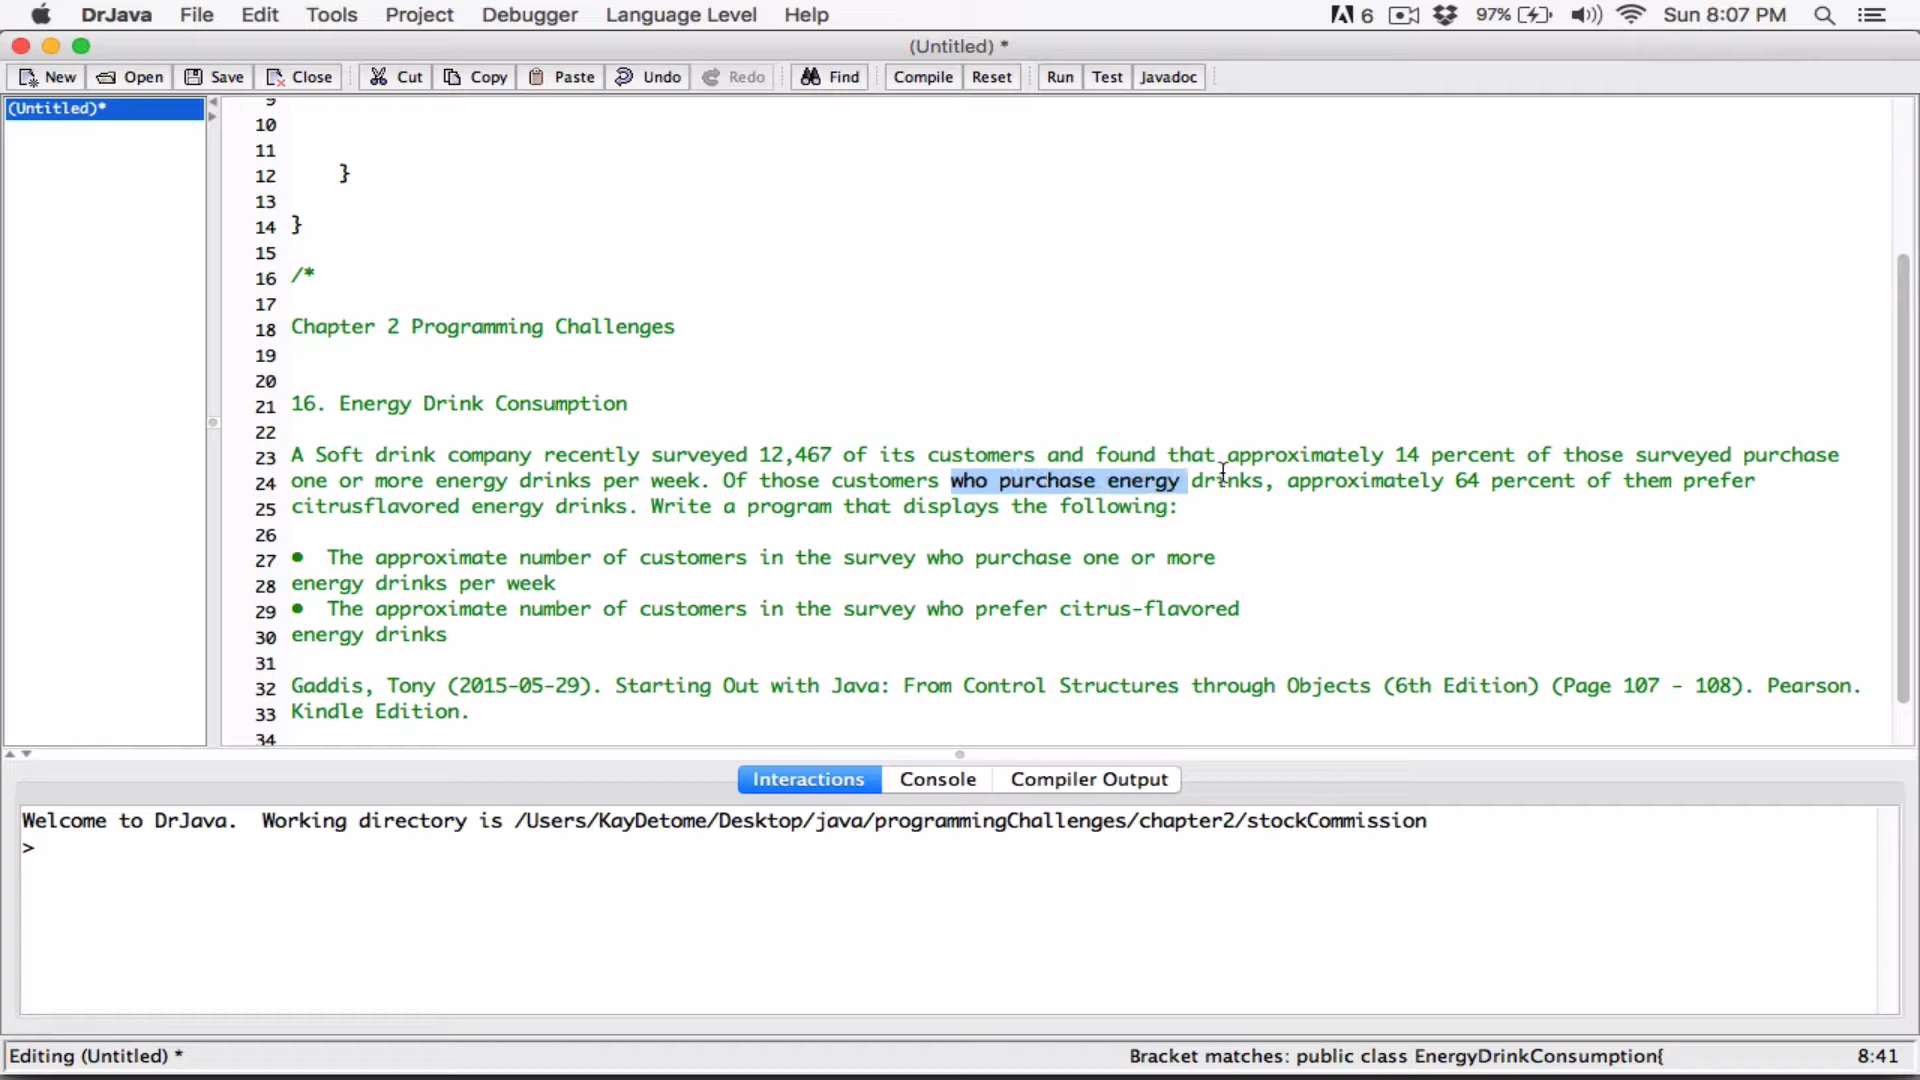 DrJava File Edit Tools Project Debugger Language Level Help 6 97% Sun 8:07 PM
(Untitled) *
New Open Save Close Cut Copy Paste Undo Redo Find Compile Reset Run Test Javadoc
(Untitled)*
9
10
11
12 }
13
14 }
15
16 /*
17
18 Chapter 2 Programming Challenges
19
20
21 16. Energy Drink Consumption
22
23 A Soft drink company recently surveyed 12,467 of its customers and found that approximately 14 percent of those surveyed purchase
24 one or more energy drinks per week. Of those customers who purchase energy drinks, approximately 64 percent of them prefer
25 citrusflavored energy drinks. Write a program that displays the following:
26
27 • The approximate number of customers in the survey who purchase one or more
28 energy drinks per week
29 • The approximate number of customers in the survey who prefer citrus-flavored
30 energy drinks
31
32 Gaddis, Tony (2015-05-29). Starting Out with Java: From Control Structures through Objects (6th Edition) (Page 107 - 108). Pearson.
33 Kindle Edition.
34
Interactions Console Compiler Output
Welcome to DrJava. Working directory is /Users/KayDetome/Desktop/java/programmingChallenges/chapter2/stockCommission
>
Editing (Untitled) * Bracket matches: public class EnergyDrinkConsumption{ 8:41